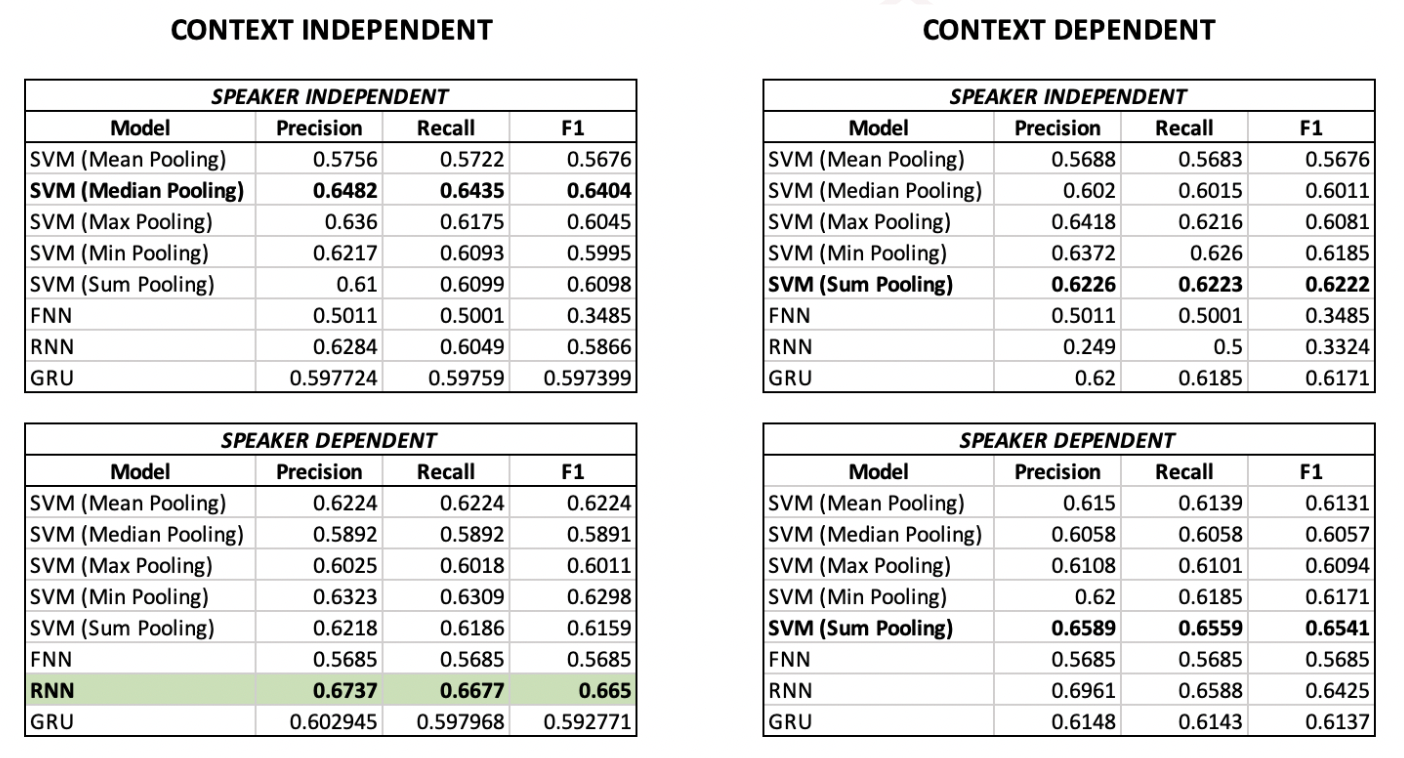 CONTEXT INDEPENDENT
SPEAKER INDEPENDENT
Model Precision Recall F1
SVM (Mean Pooling) 0.5756 0.5722 0.5676
SVM (Median Pooling) 0.6482 0.6435 0.6404
SVM (Max Pooling) 0.636 0.6175 0.6045
SVM (Min Pooling) 0.6217 0.6093 0.5995
SVM (Sum Pooling) 0.61 0.6099 0.6098
FNN 0.5011 0.5001 0.3485
RNN 0.6284 0.6049 0.5866
GRU 0.597724 0.59759 0.597399
SPEAKER DEPENDENT
Model Precision Recall F1
SVM (Mean Pooling) 0.6224 0.6224 0.6224
SVM (Median Pooling) 0.5892 0.5892 0.5891
SVM (Max Pooling) 0.6025 0.6018 0.6011
SVM (Min Pooling) 0.6323 0.6309 0.6298
SVM (Sum Pooling) 0.6218 0.6186 0.6159
FNN 0.5685 0.5685 0.5685
RNN 0.6737 0.6677 0.665
GRU 0.602945 0.597968 0.592771
CONTEXT DEPENDENT
SPEAKER INDEPENDENT
Model Precision Recall F1
SVM (Mean Pooling) 0.5688 0.5683 0.5676
SVM (Median Pooling) 0.602 0.6015 0.6011
SVM (Max Pooling) 0.6418 0.6216 0.6081
SVM (Min Pooling) 0.6372 0.626 0.6185
SVM (Sum Pooling) 0.6226 0.6223 0.6222
FNN 0.5011 0.5001 0.3485
RNN 0.249 0.5 0.3324
GRU 0.62 0.6185 0.6171
SPEAKER DEPENDENT
Model Precision Recall F1
SVM (Mean Pooling) 0.615 0.6139 0.6131
SVM (Median Pooling) 0.6058 0.6058 0.6057
SVM (Max Pooling) 0.6108 0.6101 0.6094
SVM (Min Pooling) 0.62 0.6185 0.6171
SVM (Sum Pooling) 0.6589 0.6559 0.6541
FNN 0.5685 0.5685 0.5685
RNN 0.6961 0.6588 0.6425
GRU 0.6148 0.6143 0.6137